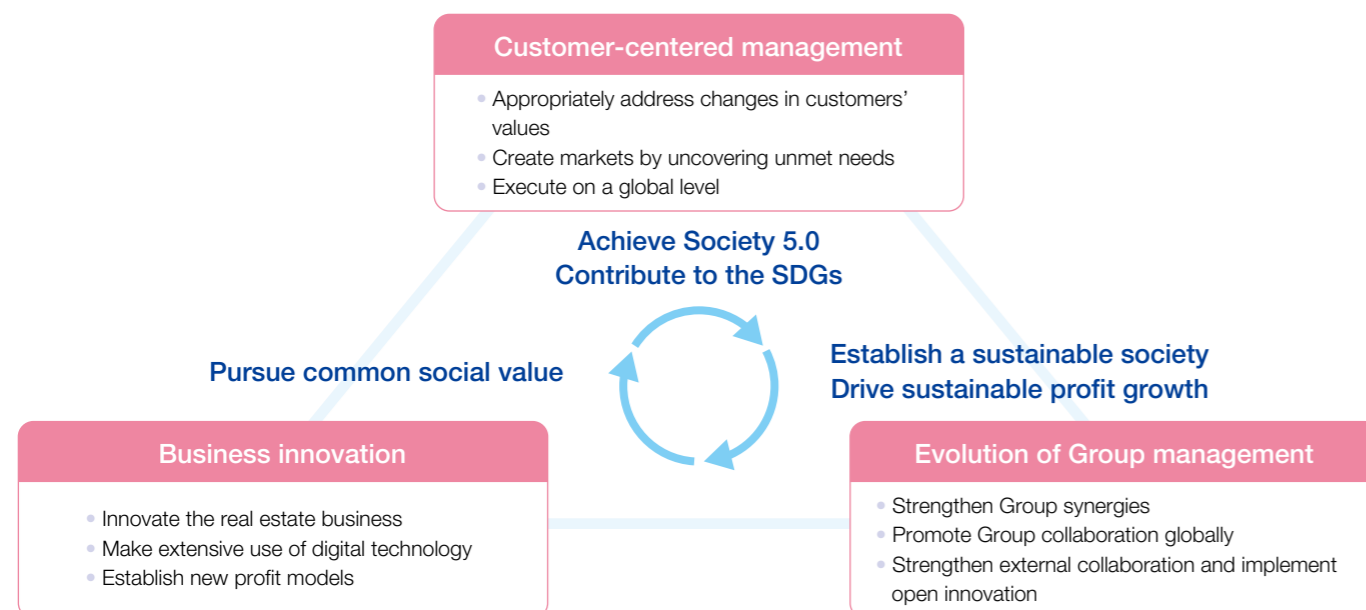 Customer-centered management
• Appropriately address changes in customers’
values
• Create markets by uncovering unmet needs
• Execute on a global level
Achieve Society 5.0
Contribute to the SDGs
Pursue common social value
Establish a sustainable society
Drive sustainable profit growth
Business innovation
• Innovate the real estate business
• Make extensive use of digital technology
• Establish new profit models
Evolution of Group management
• Strengthen Group synergies
• Promote Group collaboration globally
• Strengthen external collaboration and implement
open innovation